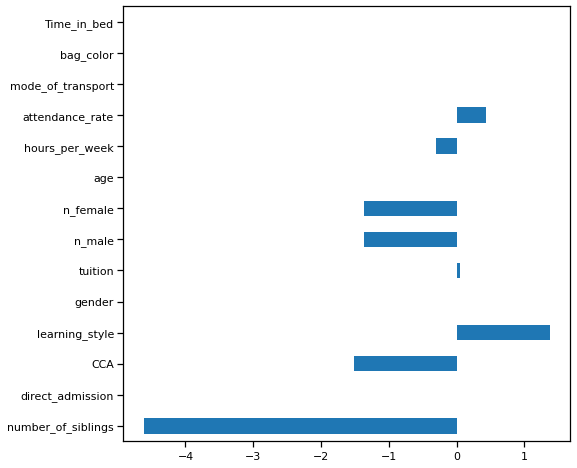 Time_in_bed
bag_color
mode_of_transport
attendance_rate
hours_per_week
age
n_female
n_male
tuition
gender
learning_style
CCA
direct_admission
number_of_siblings
−4 −3 −2 −1 0 1